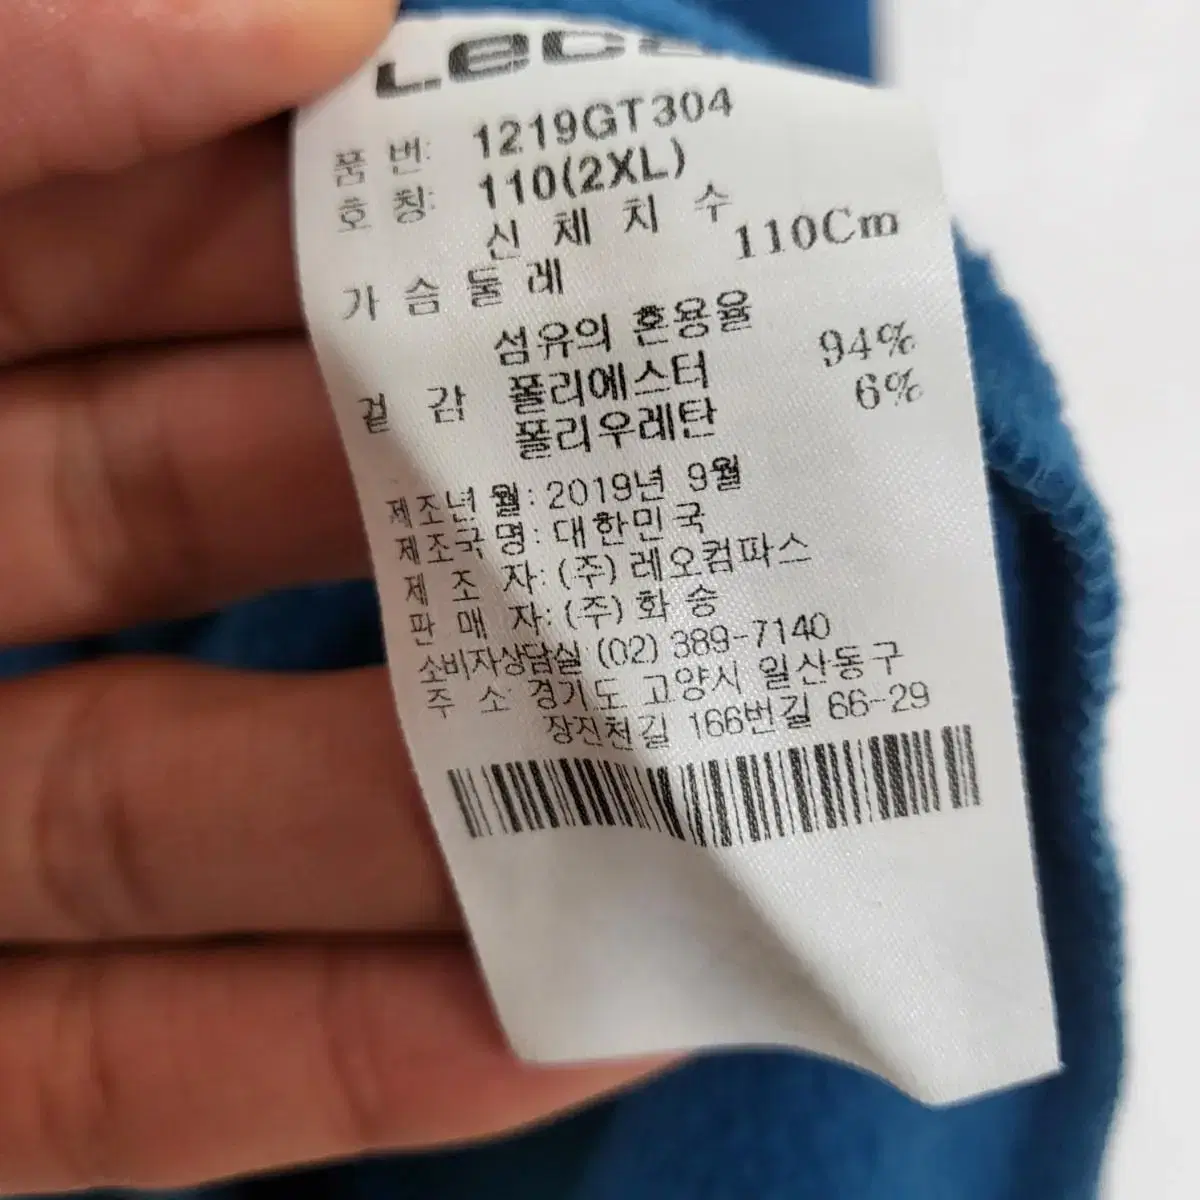 품 번: 1219GT304
호 칭: 110(2XL)
신 체 치 수
가 슴 둘 레 110Cm
섬유의 혼용율
겉 감 폴리에스터 94%
폴리우레탄 6%
제조년월: 2019년 9월
제조국명: 대한민국
제 조 자: (주) 레오컴파스
판 매 자: (주) 화 승
소비자상담실 (02) 389-7140
주 소: 경기도 고양시 일산동구
장진천길 166번길 66-29